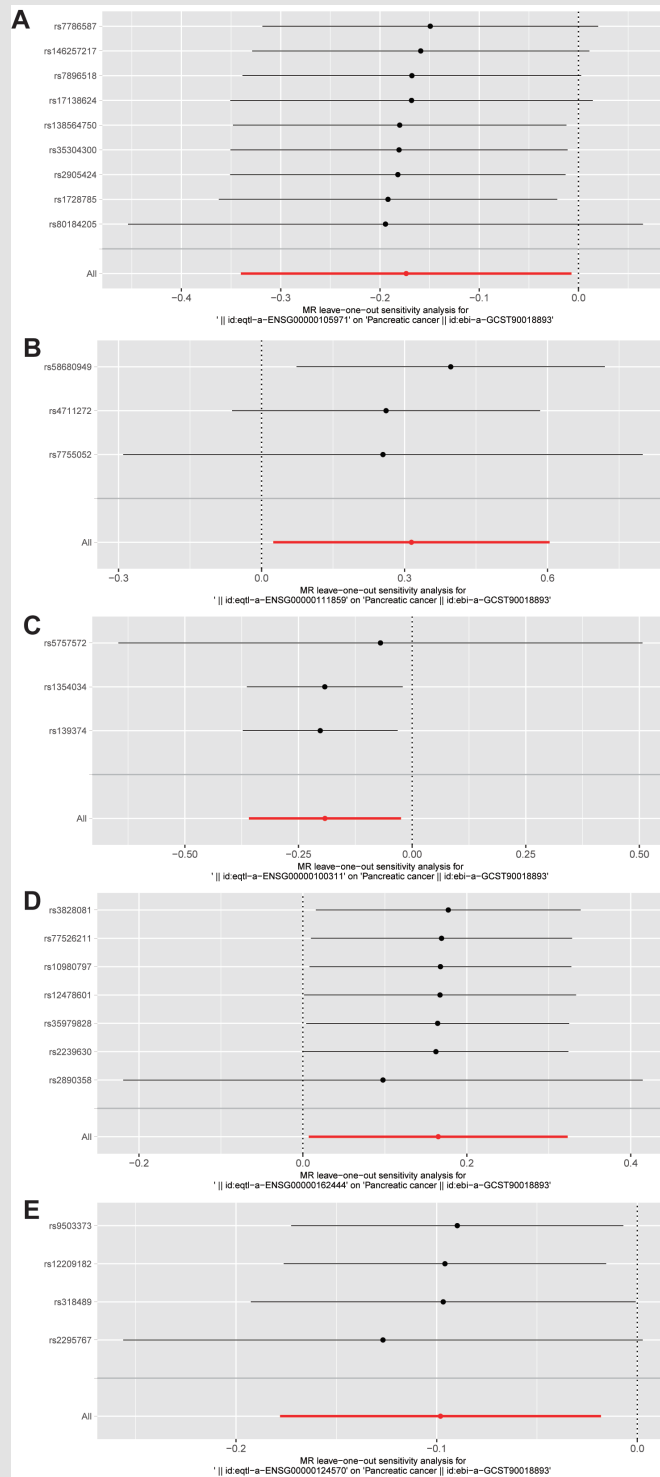 A
rs7786587
rs146257217
rs7896518
rs17138624
rs138564750
rs35304300
rs2905424
rs1728785
rs80184205
All
−0.4 −0.3 −0.2 −0.1 0.0
MR leave−one−out sensitivity analysis for
' || id:eqtl−a−ENSG00000105971' on 'Pancreatic cancer || id:ebi−a−GCST90018893'
B
rs58680949
rs4711272
rs7755052
All
−0.3 0.0 0.3 0.6
MR leave−one−out sensitivity analysis for
' || id:eqtl−a−ENSG00000111859' on 'Pancreatic cancer || id:ebi−a−GCST90018893'
C
rs5757572
rs1354034
rs139374
All
−0.50 −0.25 0.00 0.25 0.50
MR leave−one−out sensitivity analysis for
' || id:eqtl−a−ENSG00000100311' on 'Pancreatic cancer || id:ebi−a−GCST90018893'
D
rs3828081
rs77526211
rs10980797
rs12478601
rs35979828
rs2239630
rs2890358
All
−0.2 0.0 0.2 0.4
MR leave−one−out sensitivity analysis for
' || id:eqtl−a−ENSG00000162444' on 'Pancreatic cancer || id:ebi−a−GCST90018893'
E
rs9503373
rs12209182
rs318489
rs2295767
All
−0.2 −0.1 0.0
MR leave−one−out sensitivity analysis for
' || id:eqtl−a−ENSG00000124570' on 'Pancreatic cancer || id:ebi−a−GCST90018893'